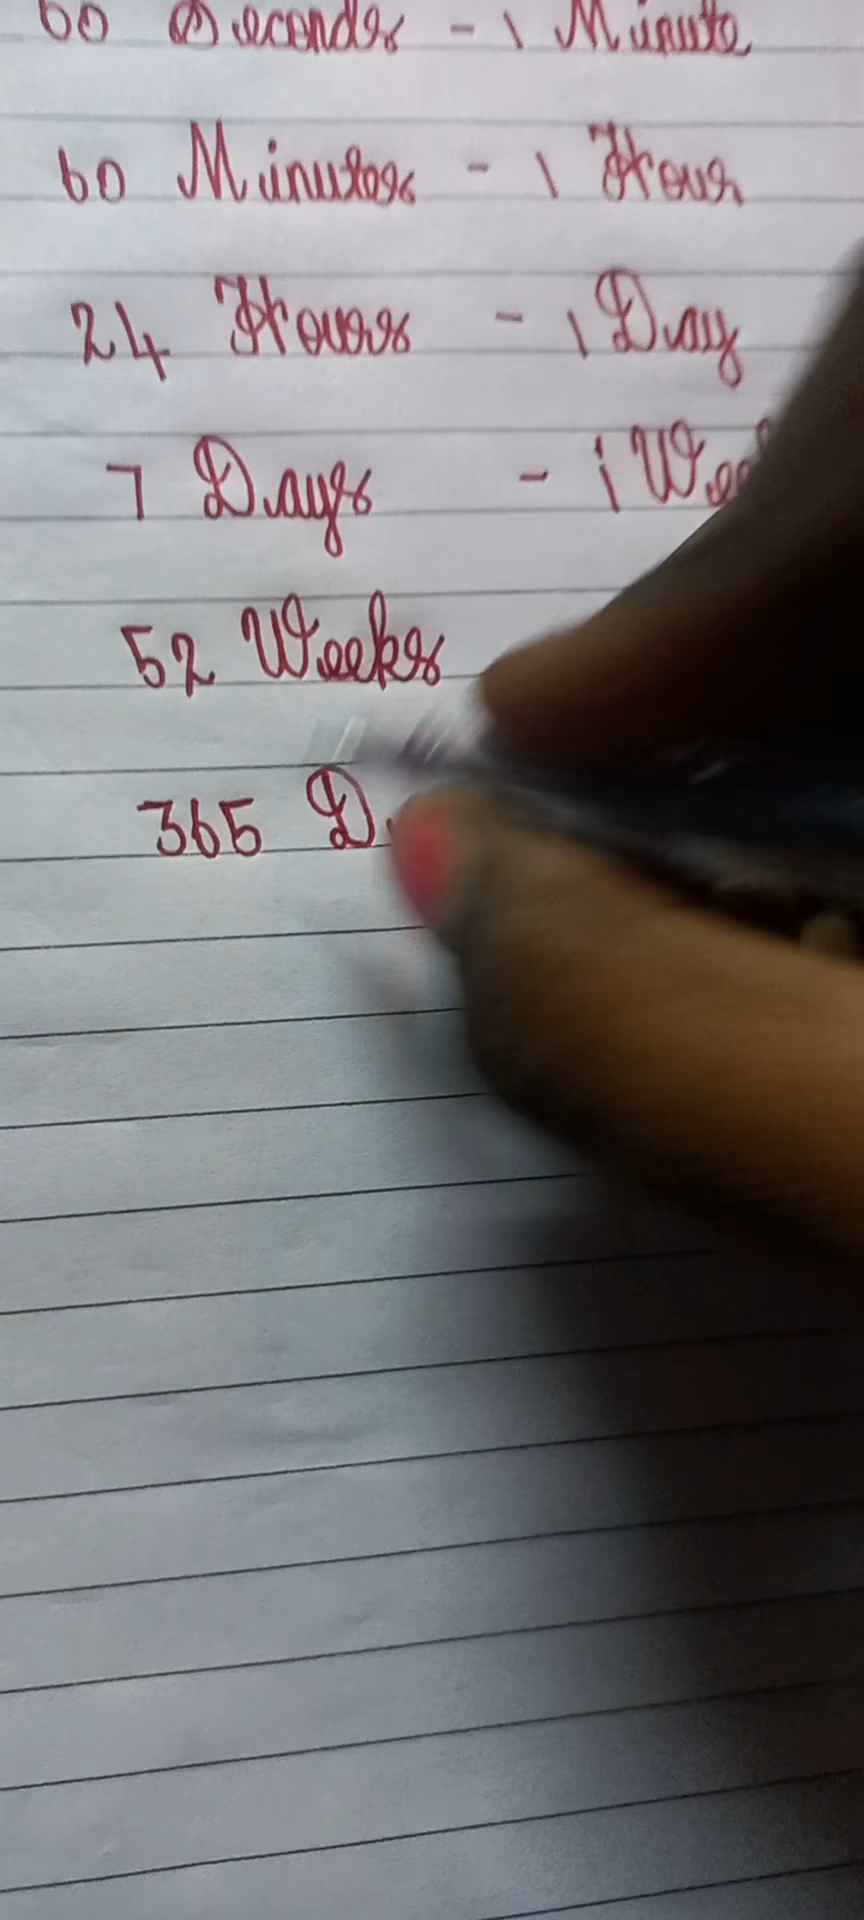 60 Seconds - 1 Minute
60 Minutes - 1 Hour
24 Hours - 1 Day
7 Days - 1
52 Weeks
365